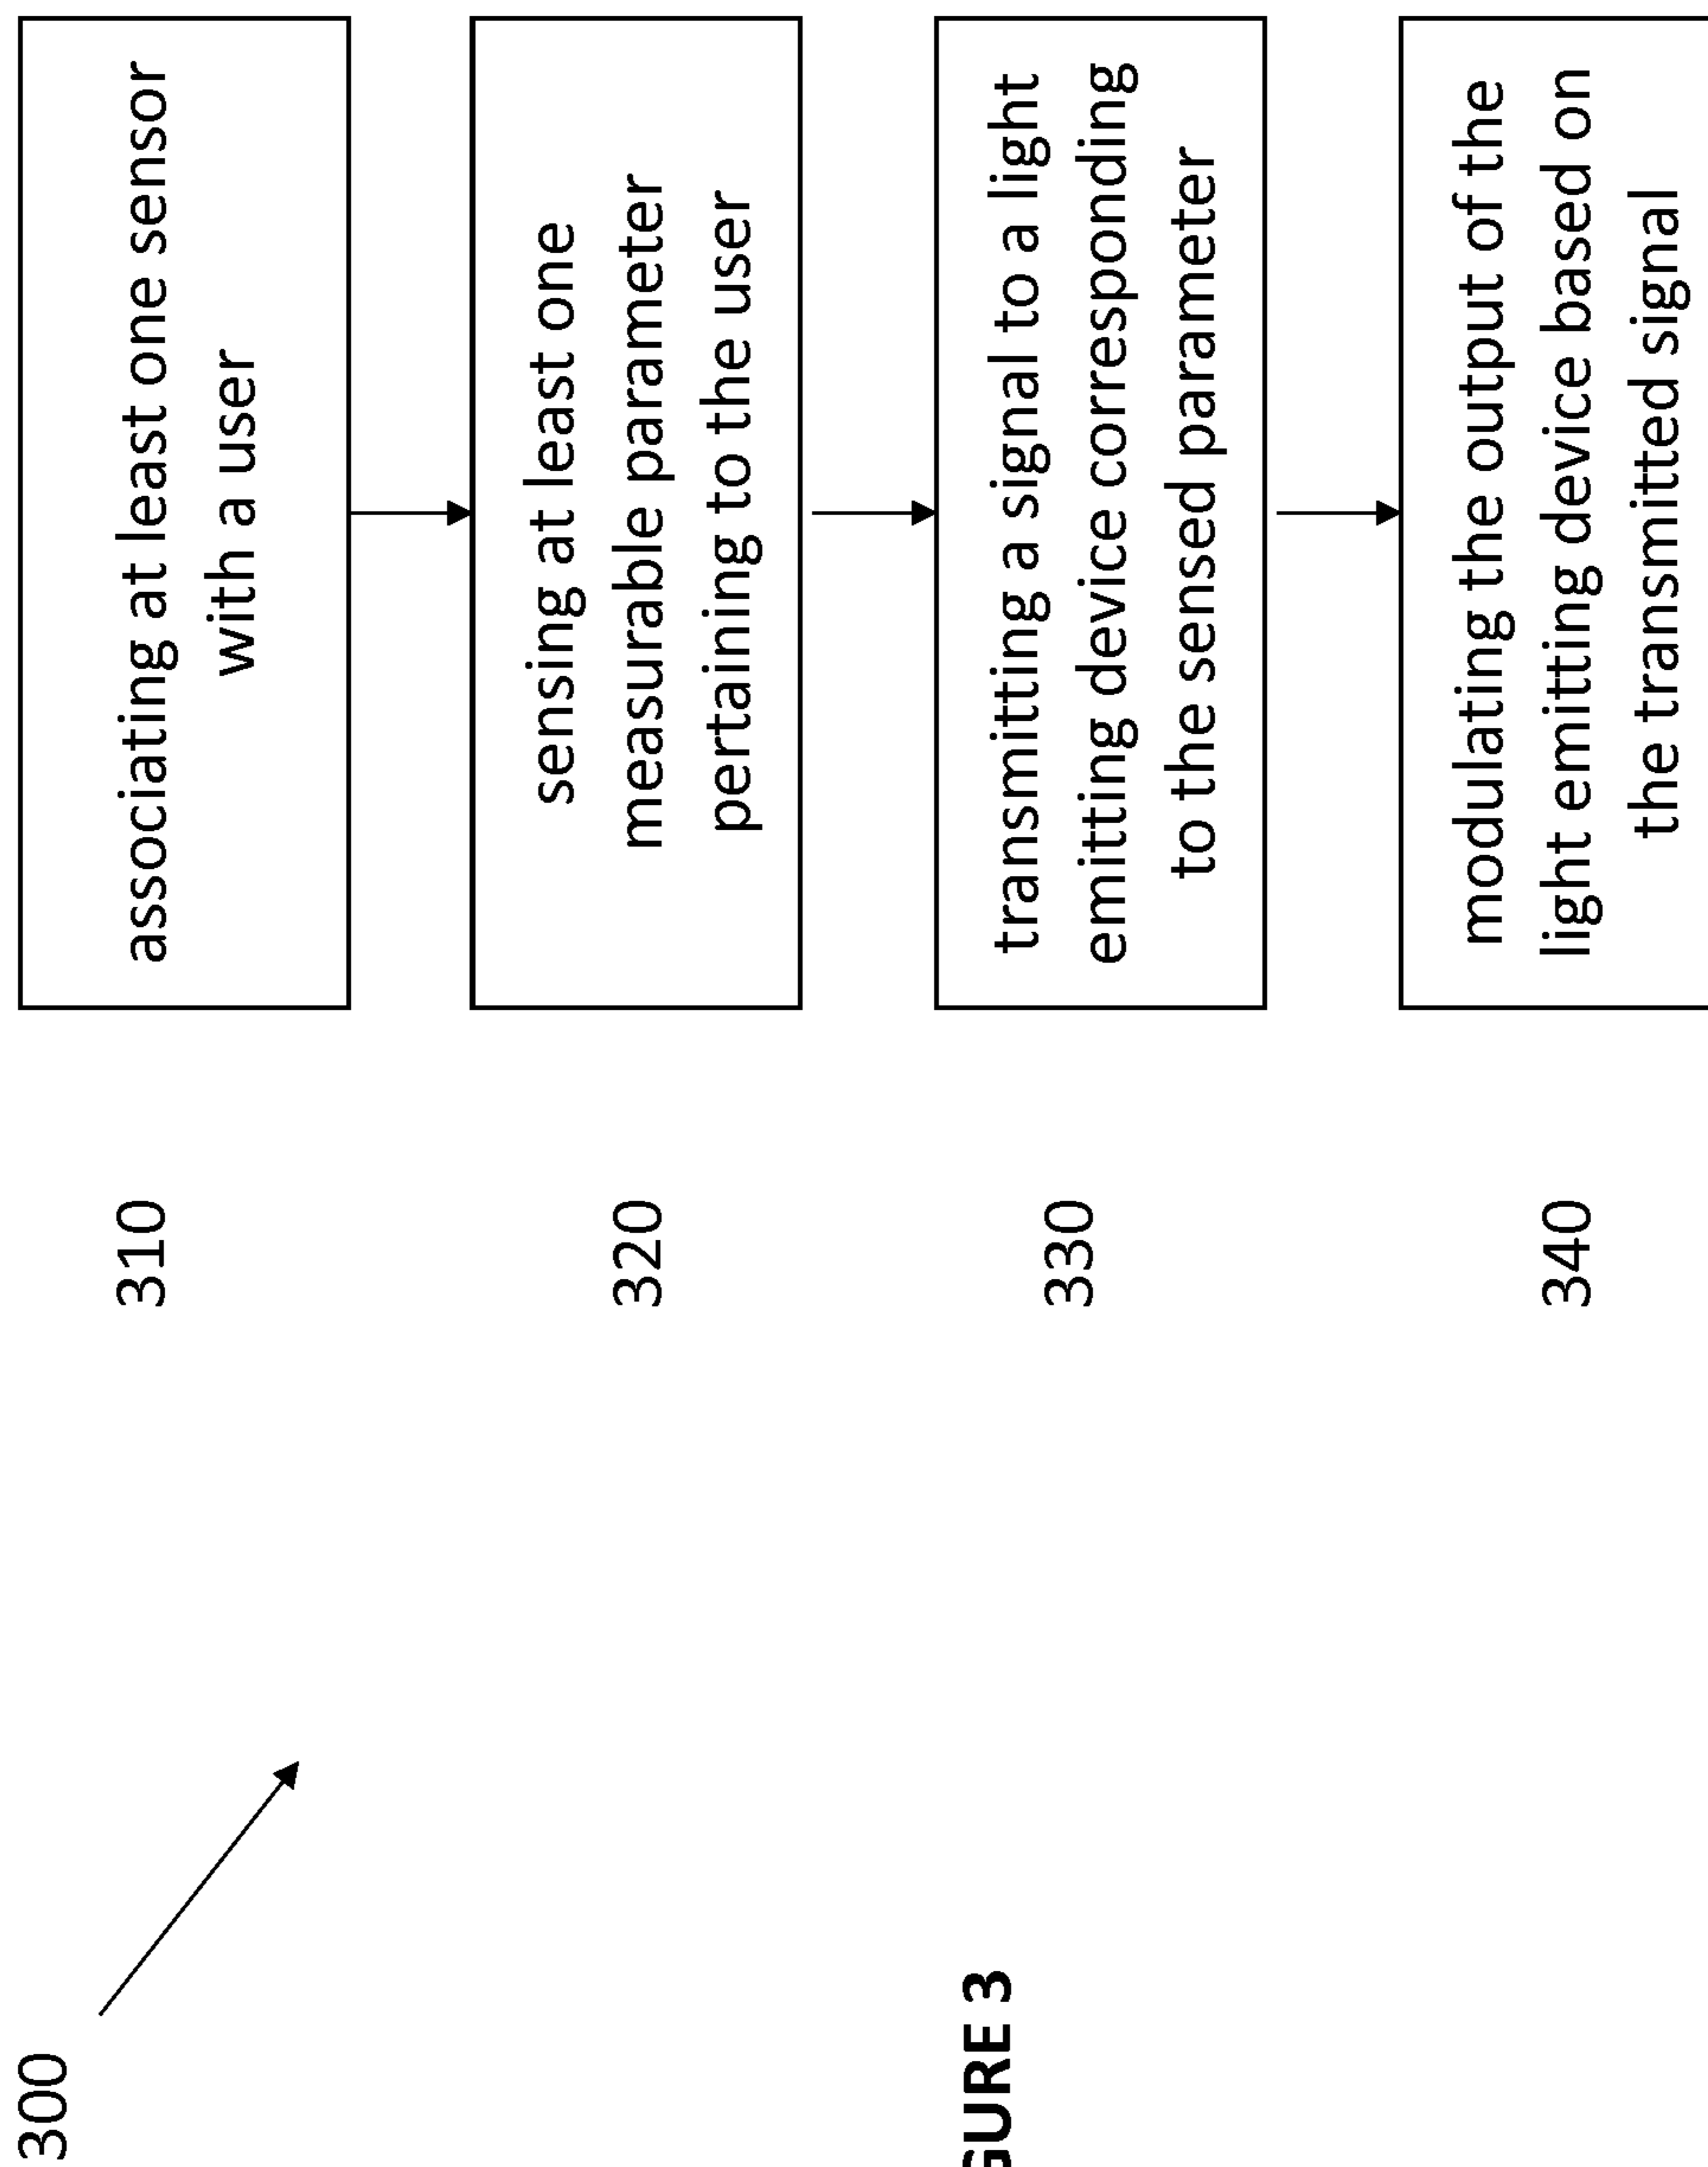 300
310
associating at least one sensor
with a user
320
sensing at least one
measurable parameter
pertaining to the user
330
transmitting a signal to a light
emitting device corresponding
to the sensed parameter
340
modulating the output of the
light emitting device based on
the transmitted signal
GURE 3